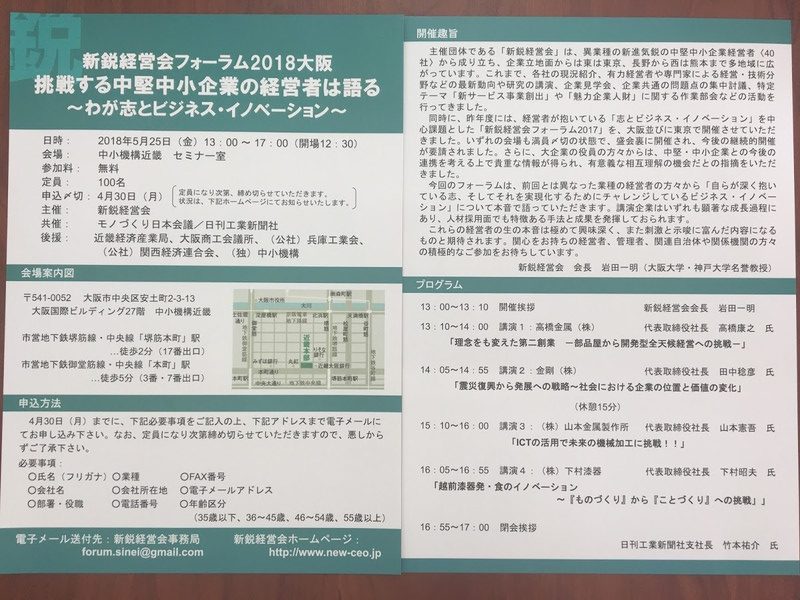 鋭
新鋭経営会フォーラム2018大阪
挑戦する中堅中小企業の経営者は語る
～わが志とビジネス・イノベーション～
日時： 2018年5月25日（金）13：00～17：00（開場12：30）
会場： 中小機構近畿 セミナー室
参加料： 無料
定員： 100名
申込〆切： 4月30日（月）
定員になり次第、締め切らせていただきます。
状況は、下記ホームページにてお知らせいたします。
主催： 新鋭経営会
共催： モノづくり日本会議／日刊工業新聞社
後援： 近畿経済産業局、大阪商工会議所、（公社）兵庫工業会、
（公社）関西経済連合会、（独）中小機構
会場案内図
〒541-0052 大阪市中央区安土町2-3-13
大阪国際ビルディング27階 中小機構近畿
市営地下鉄堺筋線・中央線「堺筋本町」駅
…徒歩2分（17番出口）
市営地下鉄御堂筋線・中央線「本町」駅
…徒歩5分（3番・7番出口）
大阪市役所
淀屋橋駅
北浜駅
近畿本部
みずほ銀行
りそな銀行
本町通り
近畿大阪銀行
本町駅
中央大通り
堺筋本町駅
申込方法
4月30日（月）までに、下記必要事項をご記入の上、下記アドレスまで電子メールに
てお申し込み下さい。なお、定員になり次第締め切らせていただきますので、悪しから
ずご了承下さい。
必要事項：
○氏名（フリガナ）○業種 ○FAX番号
○会社名 ○会社所在地 ○電子メールアドレス
○部署・役職 ○電話番号 ○年齢区分
（35歳以下、36～45歳、46～54歳、55歳以上）
電子メール送付先：新鋭経営会事務局
forum.sinei@gmail.com
新鋭経営会ホームページ：
http://www.new-ceo.jp
開催趣旨
主催団体である「新鋭経営会」は、異業種の新進気鋭の中堅中小企業経営者（40
社）から成り立ち、企業立地面からは東は東京、長野から西は熊本まで多地域に広
がっています。これまで、各社の現況紹介、有力経営者や専門家による経営・技術分
野などの最新動向や研究の講演、企業見学会、企業共通の問題点の集中討議、特定
テーマ「新サービス事業創出」や「魅力企業人財」に関する作業部会などの活動を
行ってきました。
同時に、昨年度には、経営者が抱いている「志とビジネス・イノベーション」を中
心課題とした「新鋭経営会フォーラム2017」を、大阪並びに東京で開催させていただ
きました。いずれの会場も満員〆切の状態で、盛会裏に開催され、今後の継続的開催
が要請されました。さらに、大企業の役員の方々からは、中堅・中小企業との今後の
連携を考える上で貴重な情報が得られ、有意義な相互理解の機会だとの指摘をいただ
きました。
今回のフォーラムは、前回とは異なった業種の経営者の方々から「自らが深く抱い
ている志、そしてそれを実現化するためにチャレンジしているビジネス・イノベー
ション」について本音で語っていただきます。講演企業はいずれも顕著な成長過程に
あり、人材採用面でも特徴ある手法と成果を発揮しておられます。
これらの経営者の生の本音は極めて興味深く、また刺激と示唆に富んだ内容になる
ものと期待されます。関心をお持ちの経営者、管理者、関連自治体や関係機関の方々
の積極的なご参加をお待ちしています。
新鋭経営会 会長 岩田一明（大阪大学・神戸大学名誉教授）
プログラム
13：00～13：10 開催挨拶 新鋭経営会会長 岩田一明
13：10～14：00 講演１：高橋金属（株） 代表取締役社長 高橋康之 氏
「理念をも変えた第二創業 －部品屋から開発型全天候経営への挑戦－」
14：05～14：55 講演２：金剛（株） 代表取締役社長 田中稔彦 氏
「震災復興から発展への戦略～社会における企業の位置と価値の変化」
（休憩15分）
15：10～16：00 講演３：（株）山本金属製作所 代表取締役社長 山本憲吾 氏
「ICTの活用で未来の機械加工に挑戦！！」
16：05～16：55 講演４：（株）下村漆器 代表取締役社長 下村昭夫 氏
「越前漆器発・食のイノベーション
～『ものづくり』から『ことづくり』への挑戦」」
16：55～17：00 閉会挨拶
日刊工業新聞社支社長 竹本祐介 氏